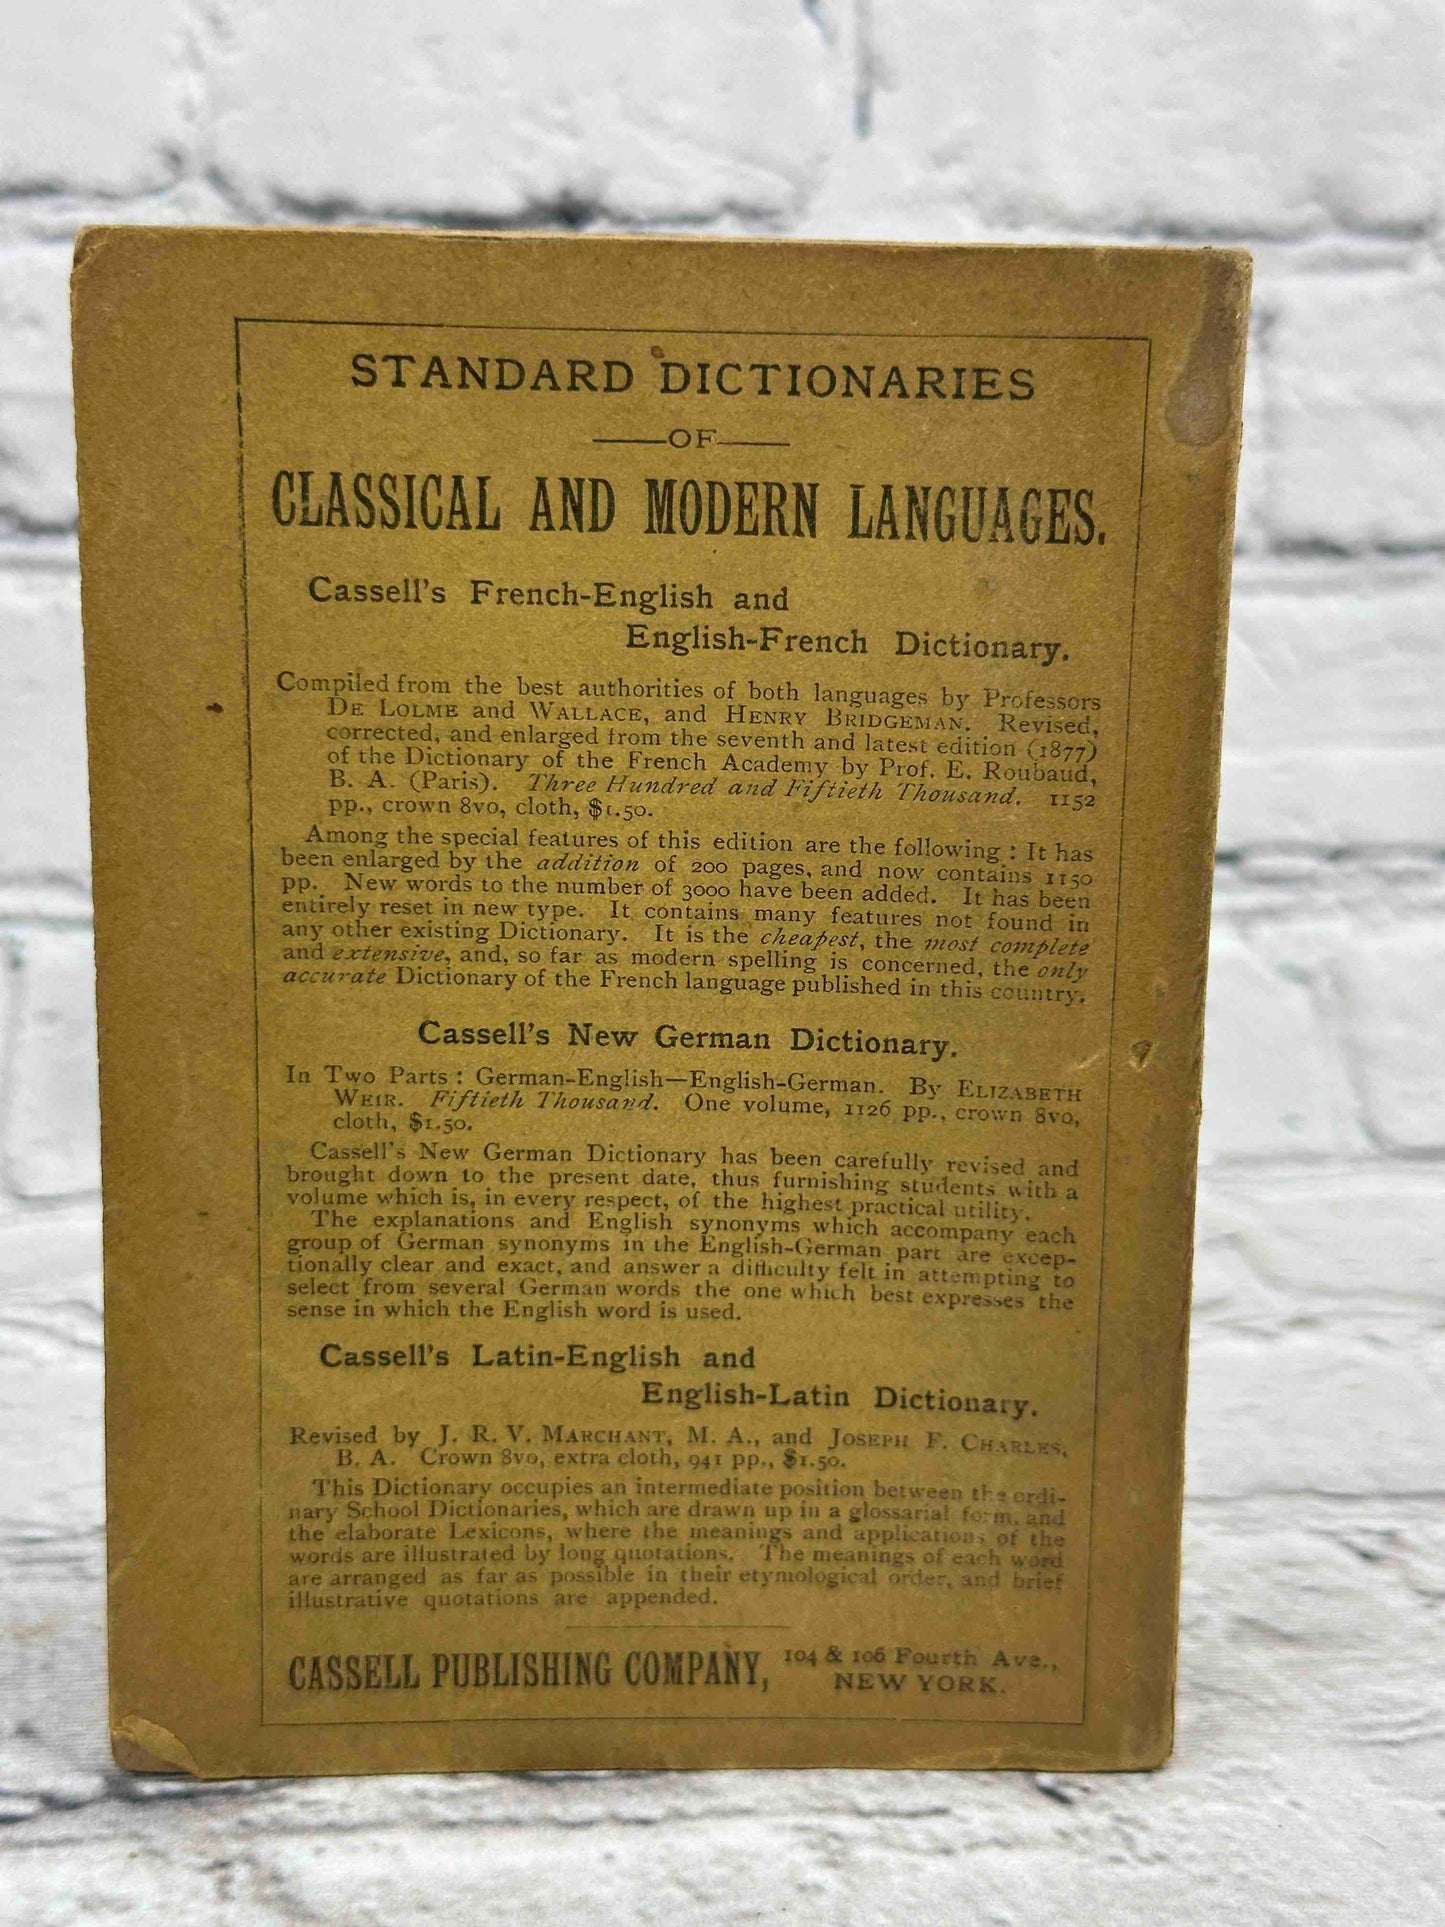 STANDARD DICTIONARIES
OF
CLASSICAL AND MODERN LANGUAGES.
Cassell's French-English and
English-French Dictionary.
Compiled from the best authorities of both languages by Professors
DE LOLME and WALLACE, and HENRY BRIDGEMAN. Revised,
corrected, and enlarged from the seventh and latest edition (1877)
of the Dictionary of the French Academy by Prof. E. Roubaud,
B. A. (Paris). Three Hundred and Fiftieth Thousand. 1152
pp., crown 8vo, cloth, $1.50.
Among the special features of this edition are the following: It has
been enlarged by the addition of 200 pages, and now contains 1150
pp. New words to the number of 3000 have been added. It has been
entirely reset in new type. It contains many features not found in
any other existing Dictionary. It is the cheapest, the most complete
and extensive, and, so far as modern spelling is concerned, the only
accurate Dictionary of the French language published in this country.
Cassell's New German Dictionary.
In Two Parts: German-English—English-German. By ELIZABETH
WEIR. Fiftieth Thousand. One volume, 1126 pp., crown 8vo,
cloth, $1.50.
Cassell's New German Dictionary has been carefully revised and
brought down to the present date, thus furnishing students with a
volume which is, in every respect, of the highest practical utility.
The explanations and English synonyms which accompany each
group of German synonyms in the English-German part are excep-
tionally clear and exact, and answer a difficulty felt in attempting to
select from several German words the one which best expresses the
sense in which the English word is used.
Cassell's Latin-English and
English-Latin Dictionary.
Revised by J. R. V. MARCHANT, M. A., and JOSEPH F. CHARLES,
B. A. Crown 8vo, extra cloth, 941 pp., $1.50.
This Dictionary occupies an intermediate position between the ordi-
nary School Dictionaries, which are drawn up in a glossarial form, and
the elaborate Lexicons, where the meanings and applications of the
words are illustrated by long quotations. The meanings of each word
are arranged as far as possible in their etymological order, and brief
illustrative quotations are appended.
CASSELL PUBLISHING COMPANY, 104 & 106 Fourth Ave.,
NEW YORK.